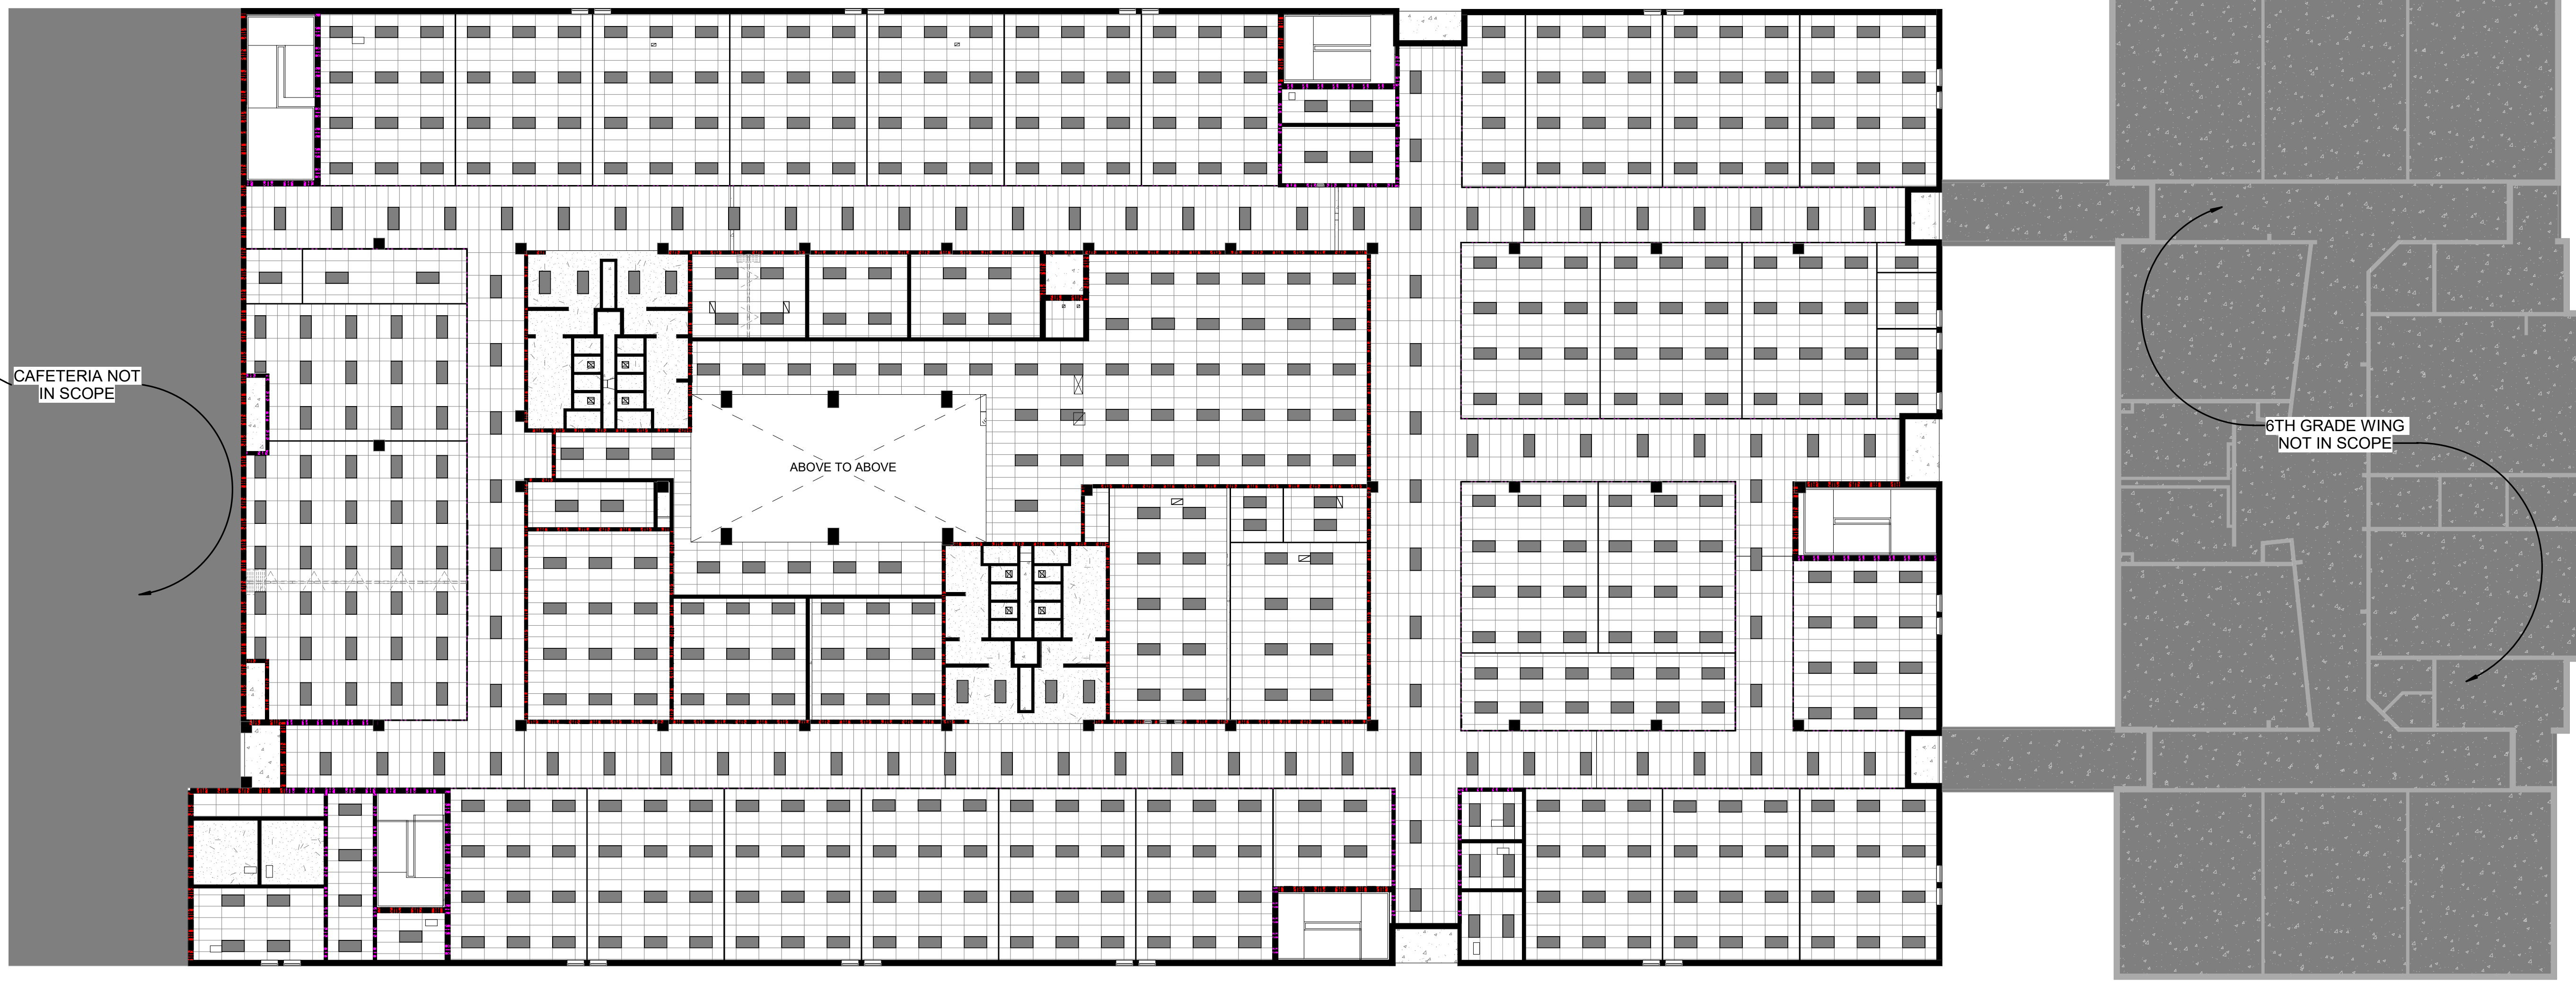 CAFETERIA NOT
IN SCOPE
ABOVE TO ABOVE
6TH GRADE WING
NOT IN SCOPE